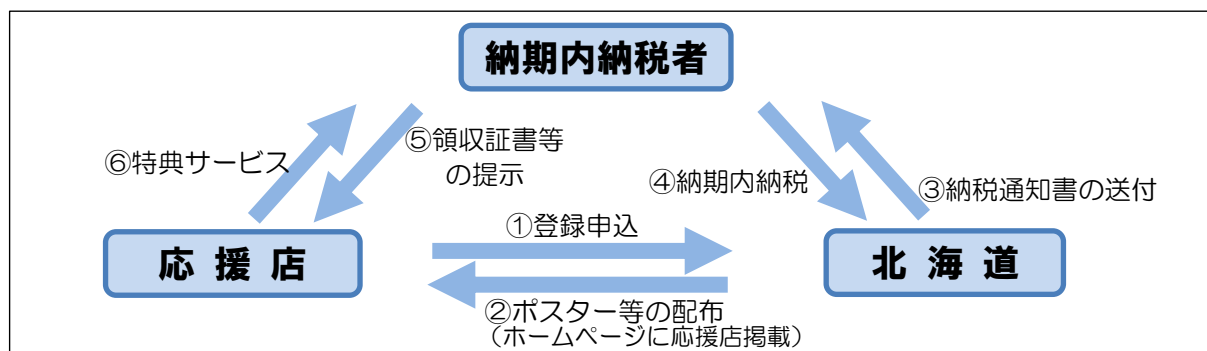 納期内納税者
⑥特典サービス
⑤領収証書等
の提示
④納期内納税
③納税通知書の送付
応援店
①登録申込
北海道
②ポスター等の配布
（ホームページに応援店掲載）